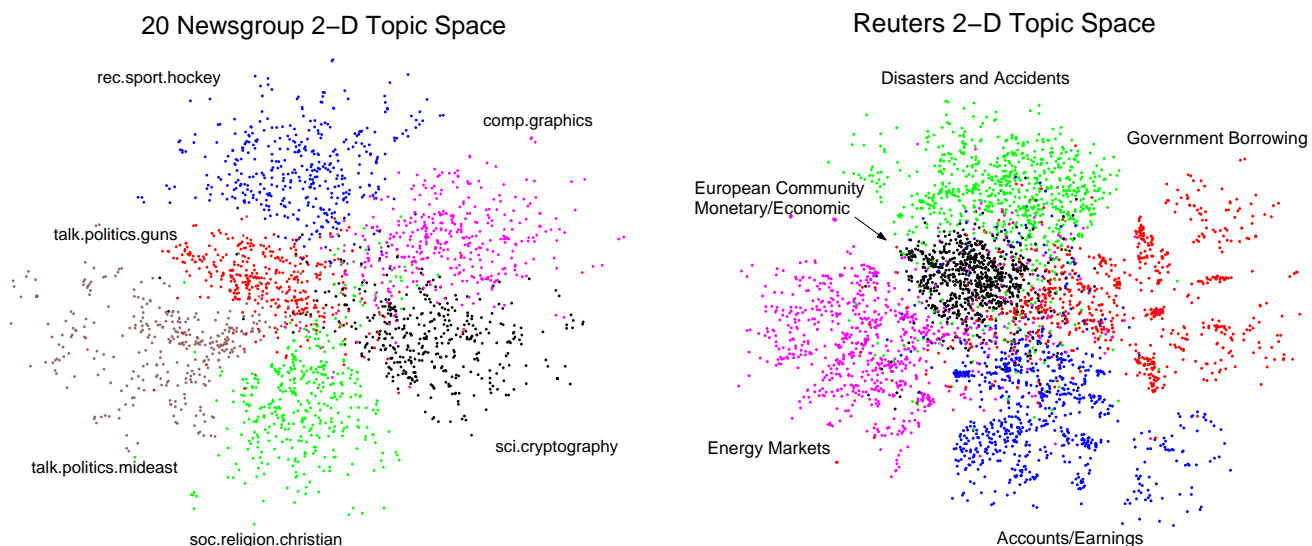 20 Newsgroup 2−D Topic Space
rec.sport.hockey
comp.graphics
talk.politics.guns
talk.politics.mideast
sci.cryptography
soc.religion.christian
Reuters 2−D Topic Space
Disasters and Accidents
Government Borrowing
European Community
Monetary/Economic
Energy Markets
Accounts/Earnings